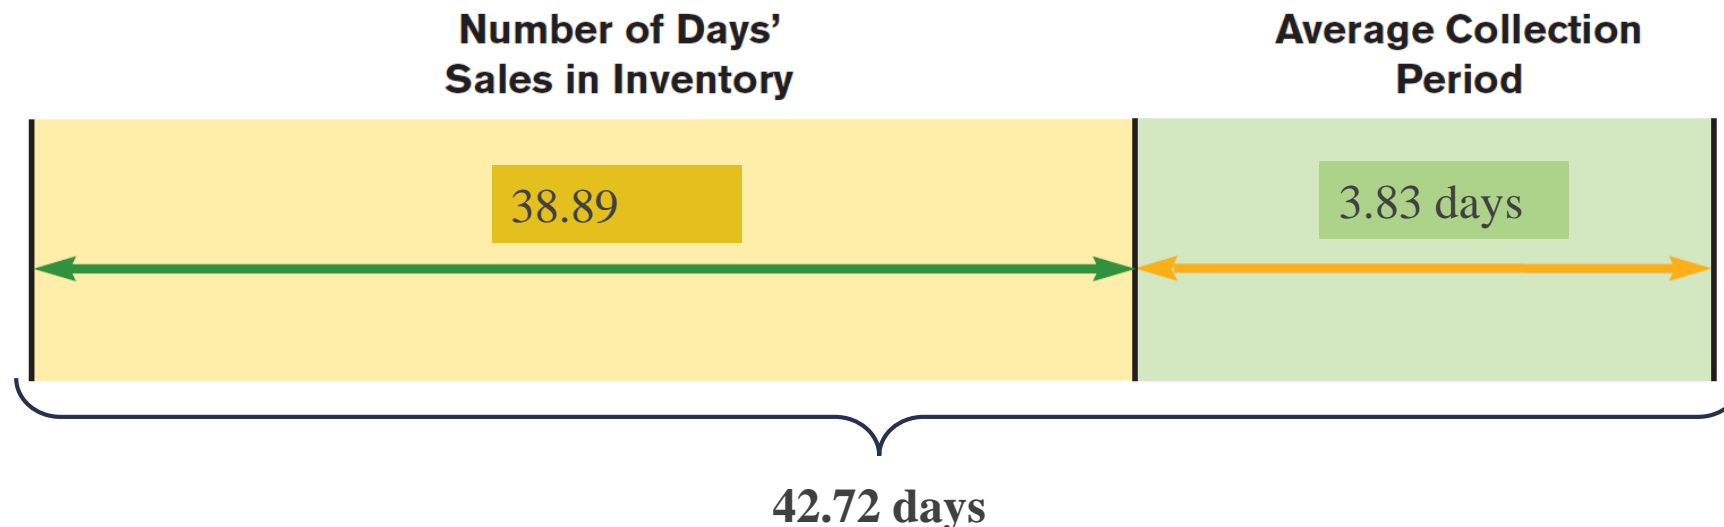 Number of Days’
Sales in Inventory
Average Collection
Period
38.89
3.83 days
42.72 days